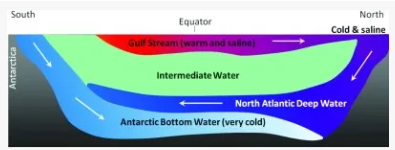 South
Equator
North
Cold & saline
Gulf Stream (warm and saline)
Antarctica
Intermediate Water
North Atlantic Deep Water
Antarctic Bottom Water (very cold)